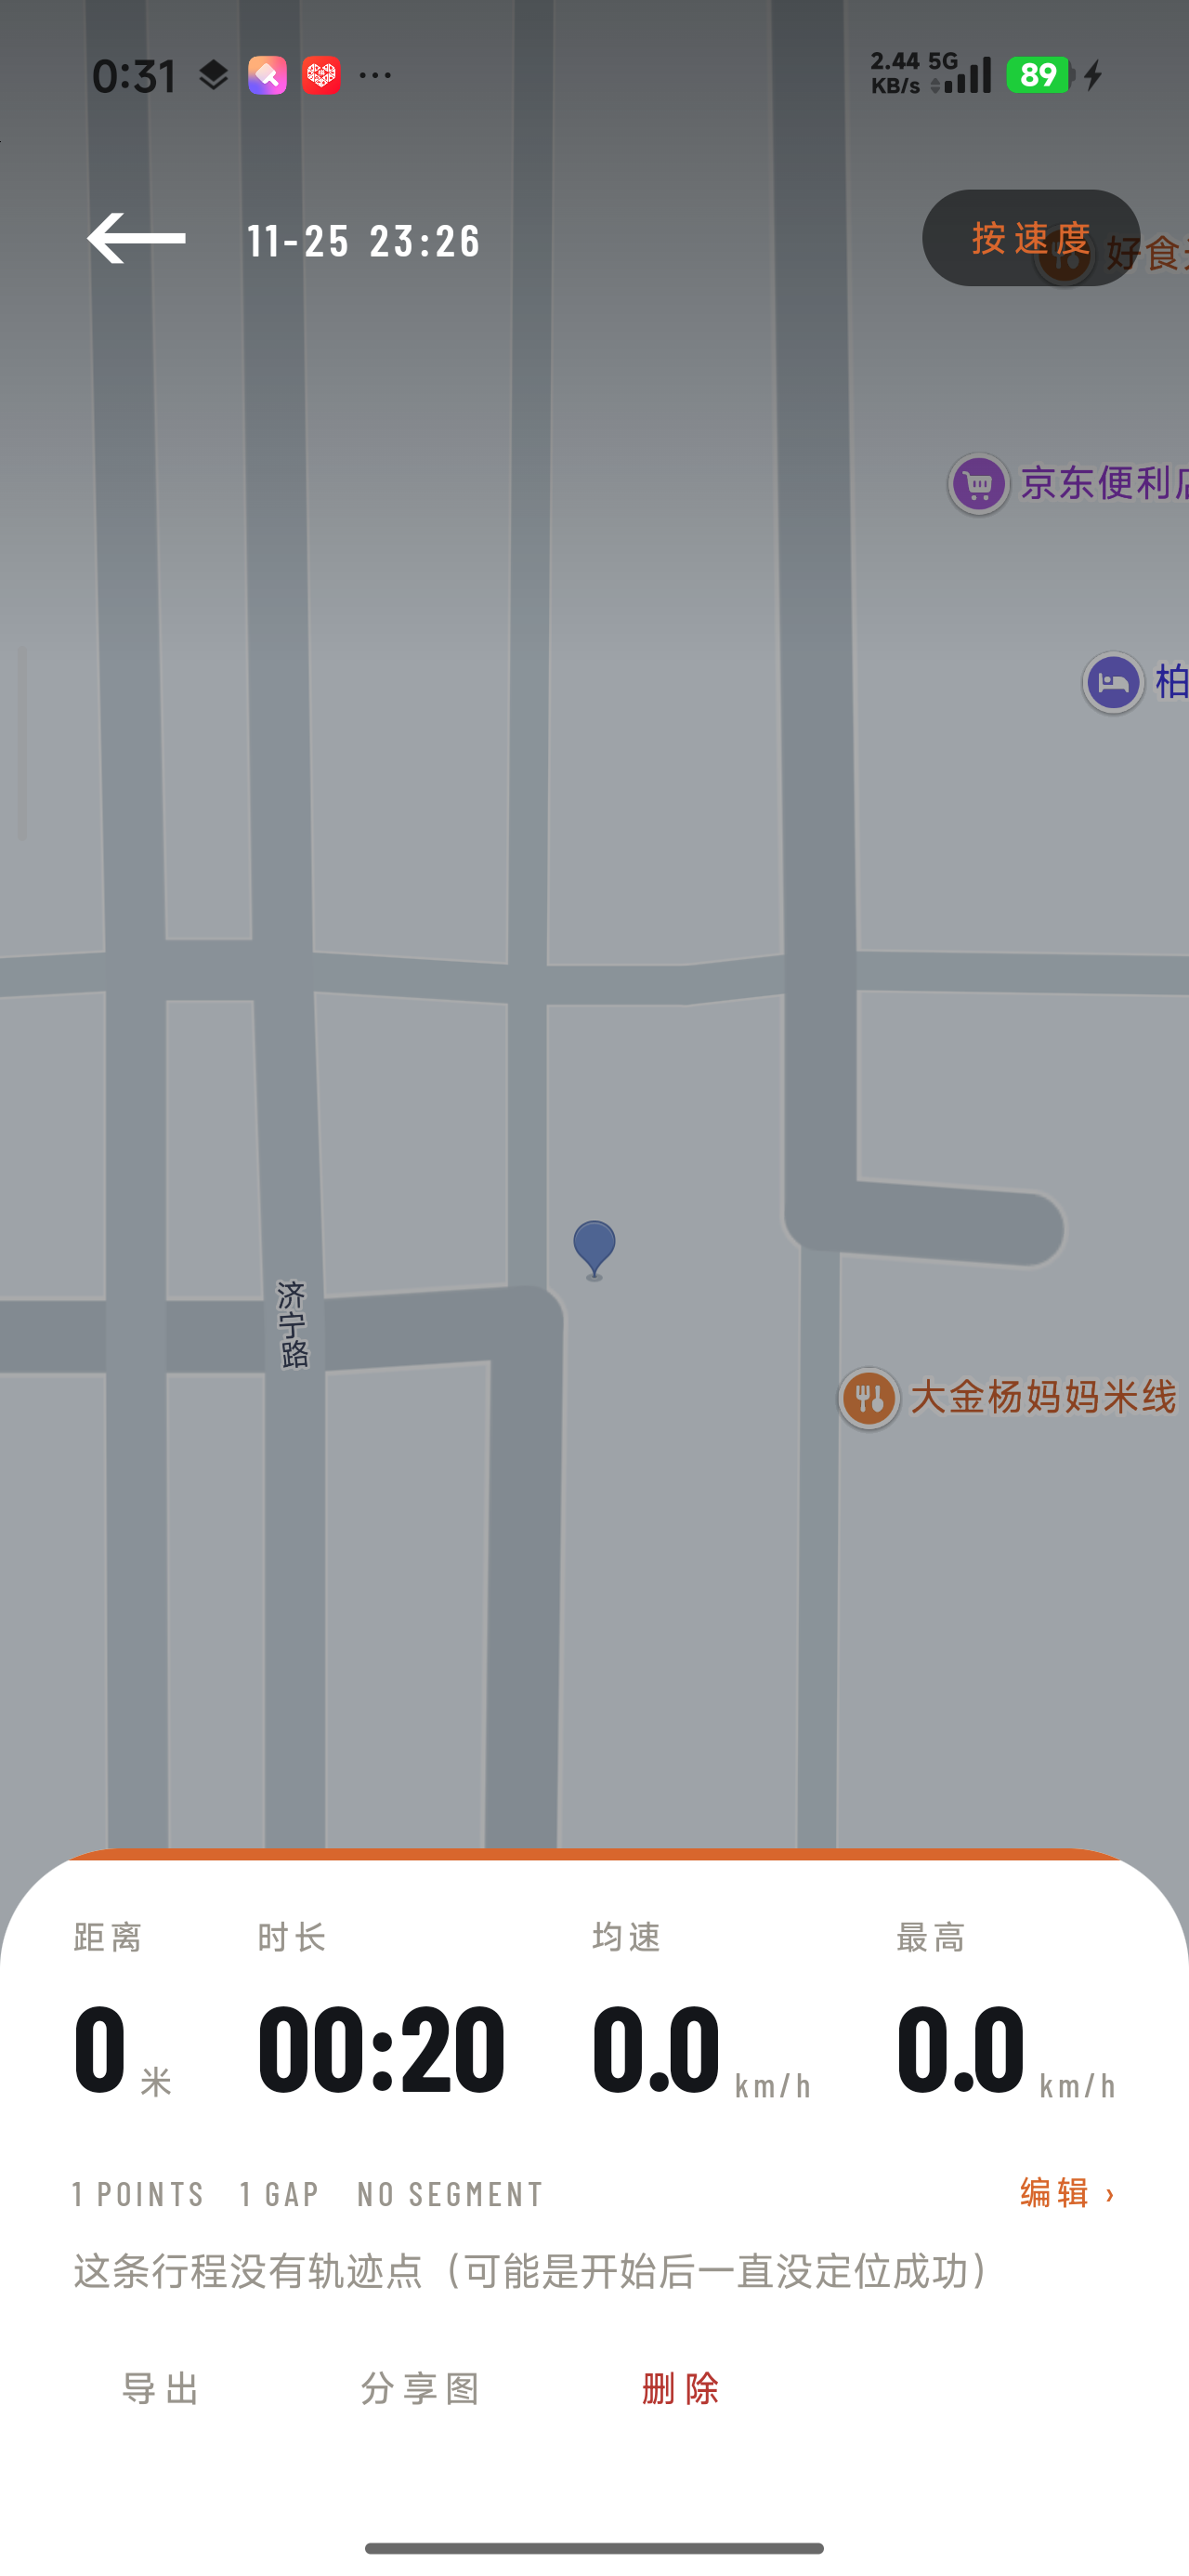 0:31
2.44 5G
KB/s
89
11-25 23:26
按速度
好食
京东便利店
柏
济宁路
大金杨妈妈米线
距离
时长
均速
最高
0 米
00:20
0.0 km/h
0.0 km/h
1 POINTS 1 GAP NO SEGMENT
编辑 ›
这条行程没有轨迹点（可能是开始后一直没定位成功）
导出
分享图
删除